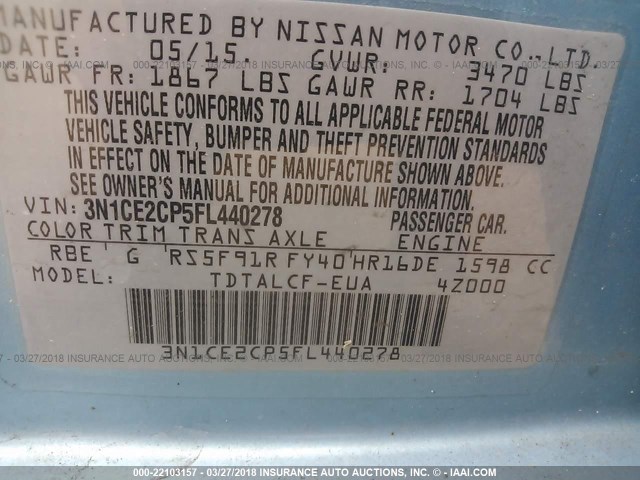 MANUFACTURED BY NISSAN MOTOR CO.,LTD.
DATE: 05/15. GVWR: 3470 LBS
GAWR FR: 1867 LBS GAWR RR: 1704 LBS
THIS VEHICLE CONFORMS TO ALL APPLICABLE FEDERAL MOTOR
VEHICLE SAFETY, BUMPER AND THEFT PREVENTION STANDARDS
IN EFFECT ON THE DATE OF MANUFACTURE SHOWN ABOVE.
SEE OWNER'S MANUAL FOR ADDITIONAL INFORMATION.
VIN: 3N1CE2CP5FL440278 PASSENGER CAR.
COLOR TRIM TRANS AXLE ENGINE
RBE G RS5F91R FY40 HR16DE 1598 CC
MODEL: TDTALCF-EUA 4Z000
3N1CE2CP5FL440278
000-22103157 - 03/27/2018 INSURANCE AUTO AUCTIONS, INC. - © IAAI.COM